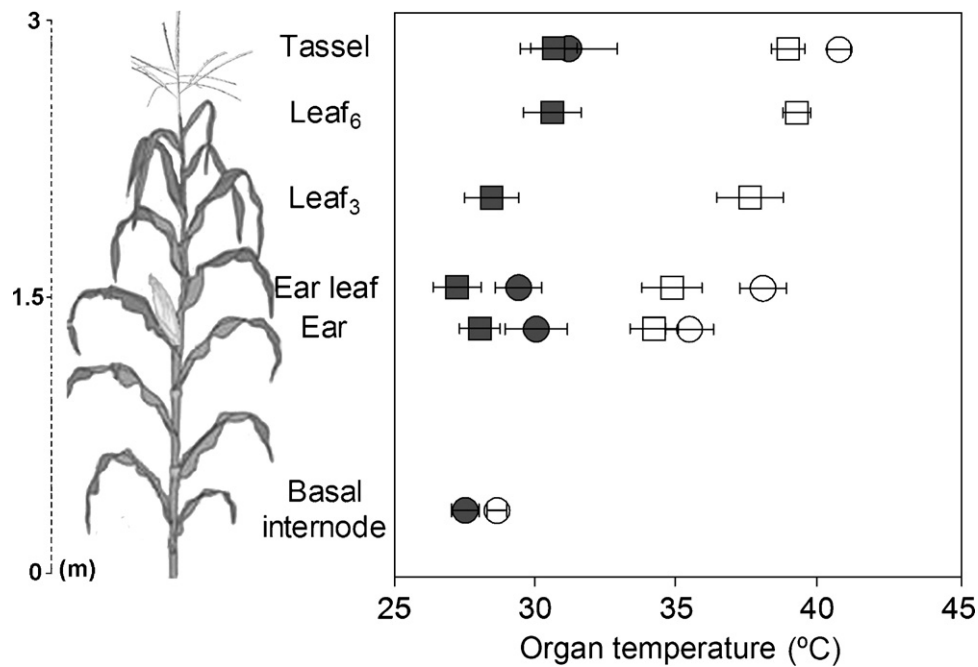 3
Tassel
Leaf₆
Leaf₃
1.5
Ear leaf
Ear
Basal
internode
0
(m)
25
30
35
40
45
Organ temperature (ºC)